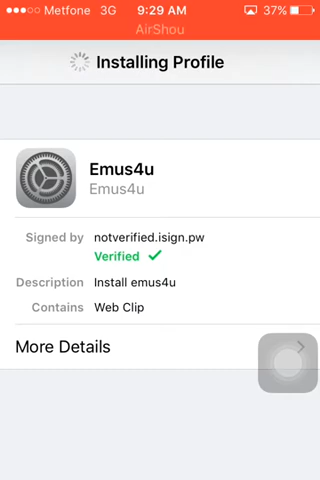 Metfone 3G 9:29 AM 37%
AirShou
Installing Profile
Emus4u
Emus4u
Signed by notverified.isign.pw
Verified
Description Install emus4u
Contains Web Clip
More Details